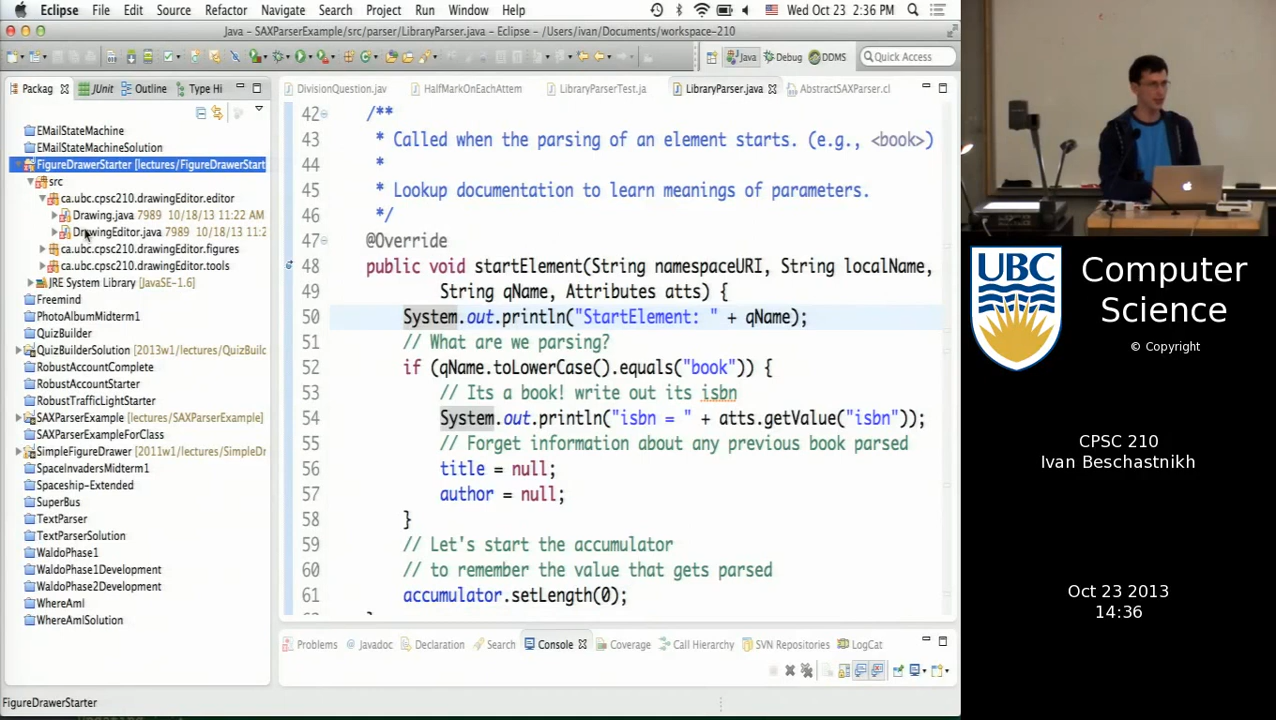 Eclipse File Edit Source Refactor Navigate Search Project Run Window Help Wed Oct 23 2:36 PM
Java - SAXParserExample/src/parser/LibraryParser.java - Eclipse - /Users/ivan/Documents/workspace-210
Java Debug DDMS Quick Access
Packag JUnit Outline Type Hi
DivisionQuestion.jav HalfMarkOnEachAttem LibraryParserTest.ja LibraryParser.java AbstractSAXParser.cl
EMailStateMachine
EMailStateMachineSolution
FigureDrawerStarter [lectures/FigureDrawerStart
src
ca.ubc.cpsc210.drawingEditor.editor
Drawing.java 7989 10/18/13 11:22 AM
DrawingEditor.java 7989 10/18/13 11:2
ca.ubc.cpsc210.drawingEditor.figures
ca.ubc.cpsc210.drawingEditor.tools
JRE System Library [JavaSE-1.6]
Freemind
PhotoAlbumMidterm1
QuizBuilder
QuizBuilderSolution [2013w1/lectures/QuizBuilc
RobustAccountComplete
RobustAccountStarter
RobustTrafficLightStarter
SAXParserExample [lectures/SAXParserExample]
SAXParserExampleForClass
SimpleFigureDrawer [2011w1/lectures/SimpleDr
SpaceInvadersMidterm1
Spaceship-Extended
SuperBus
TextParser
TextParserSolution
WaldoPhase1
WaldoPhase1Development
WaldoPhase2Development
WhereAmI
WhereAmISolution
42 /**
43 * Called when the parsing of an element starts. (e.g., <book>)
44 *
45 * Lookup documentation to learn meanings of parameters.
46 */
47 @Override
48 public void startElement(String namespaceURI, String localName,
49 String qName, Attributes atts) {
50 System.out.println("StartElement: " + qName);
51 // What are we parsing?
52 if (qName.toLowerCase().equals("book")) {
53 // Its a book! write out its isbn
54 System.out.println("isbn = " + atts.getValue("isbn"));
55 // Forget information about any previous book parsed
56 title = null;
57 author = null;
58 }
59 // Let's start the accumulator
60 // to remember the value that gets parsed
61 accumulator.setLength(0);
Problems Javadoc Declaration Search Console Coverage Call Hierarchy SVN Repositories LogCat
FigureDrawerStarter
UBC
Computer
Science
© Copyright
CPSC 210
Ivan Beschastnikh
Oct 23 2013
14:36